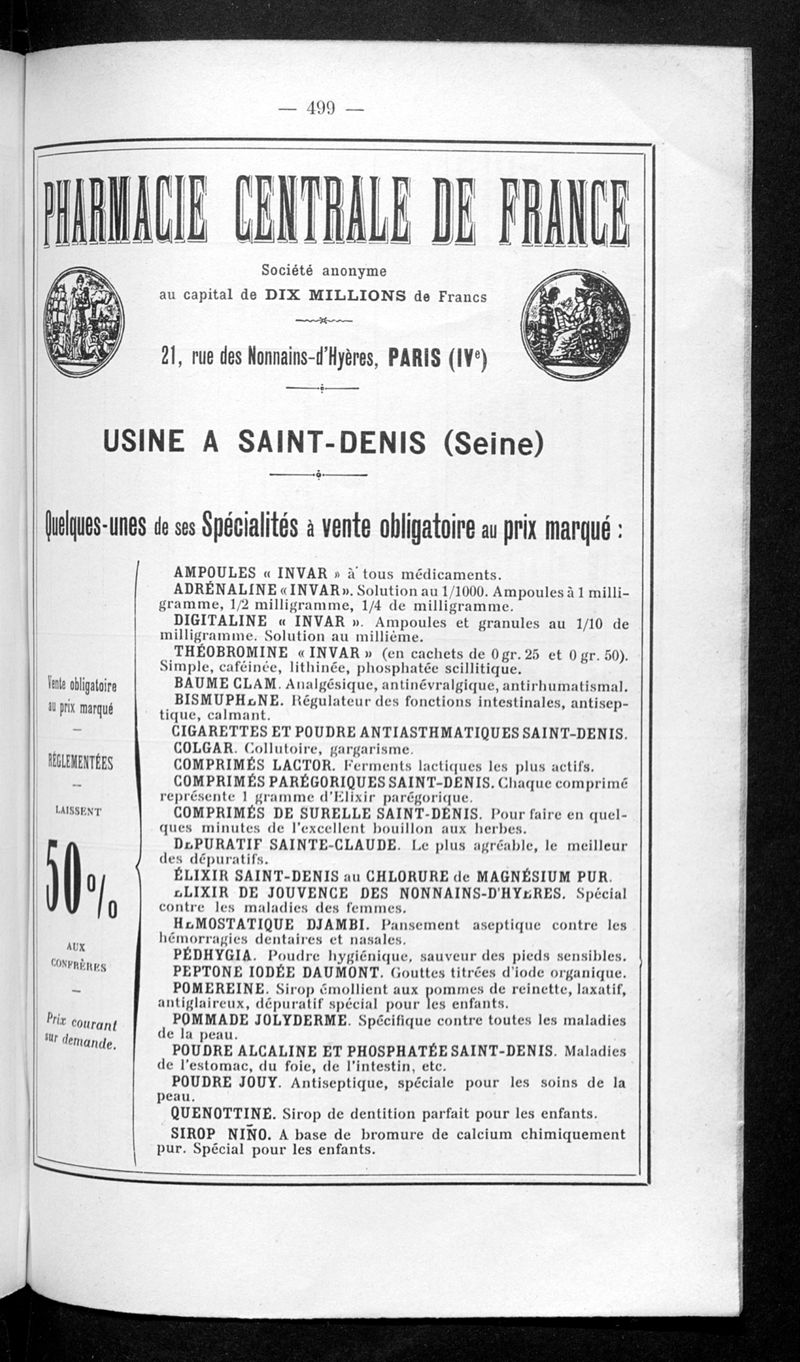 — 499 —
PHARMACIE CENTRALE DE FRANCE
Société anonyme
au capital de DIX MILLIONS de Francs
21, rue des Nonnains-d'Hyères, PARIS (IVe)
USINE A SAINT-DENIS (Seine)
Quelques-unes de ses Spécialités à vente obligatoire au prix marqué :
Vente obligatoire
au prix marqué
—
RÉGLEMENTÉES
—
LAISSENT
50%
AUX
CONFRÈRES
—
Prix courant
sur demande.
AMPOULES « INVAR » à tous médicaments.
ADRÉNALINE « INVAR ». Solution au 1/1000. Ampoules à 1 milli-
gramme, 1/2 milligramme, 1/4 de milligramme.
DIGITALINE « INVAR ». Ampoules et granules au 1/10 de
milligramme. Solution au millième.
THÉOBROMINE « INVAR » (en cachets de 0 gr. 25 et 0 gr. 50).
Simple, caféinée, lithinée, phosphatée scillitique.
BAUME CLAM. Analgésique, antinévralgique, antirhumatismal.
BISMUPHÈNE. Régulateur des fonctions intestinales, antisep-
tique, calmant.
CIGARETTES ET POUDRE ANTIASTHMATIQUES SAINT-DENIS.
COLGAR. Collutoire, gargarisme.
COMPRIMÉS LACTOR. Ferments lactiques les plus actifs.
COMPRIMÉS PARÉGORIQUES SAINT-DENIS. Chaque comprimé
représente 1 gramme d'Elixir parégorique.
COMPRIMÉS DE SURELLE SAINT-DENIS. Pour faire en quel-
ques minutes de l'excellent bouillon aux herbes.
DÉPURATIF SAINTE-CLAUDE. Le plus agréable, le meilleur
des dépuratifs.
ÉLIXIR SAINT-DENIS au CHLORURE de MAGNÉSIUM PUR.
ÉLIXIR DE JOUVENCE DES NONNAINS-D'HYÈRES. Spécial
contre les maladies des femmes.
HÉMOSTATIQUE DJAMBI. Pansement aseptique contre les
hémorragies dentaires et nasales.
PÉDHYGIA. Poudre hygiénique, sauveur des pieds sensibles.
PEPTONE IODÉE DAUMONT. Gouttes titrées d'iode organique.
POMEREINE. Sirop émollient aux pommes de reinette, laxatif,
antiglaireux, dépuratif spécial pour les enfants.
POMMADE JOLYDERME. Spécifique contre toutes les maladies
de la peau.
POUDRE ALCALINE ET PHOSPHATÉE SAINT-DENIS. Maladies
de l'estomac, du foie, de l'intestin, etc.
POUDRE JOUY. Antiseptique, spéciale pour les soins de la
peau.
QUENOTTINE. Sirop de dentition parfait pour les enfants.
SIROP NIÑO. A base de bromure de calcium chimiquement
pur. Spécial pour les enfants.